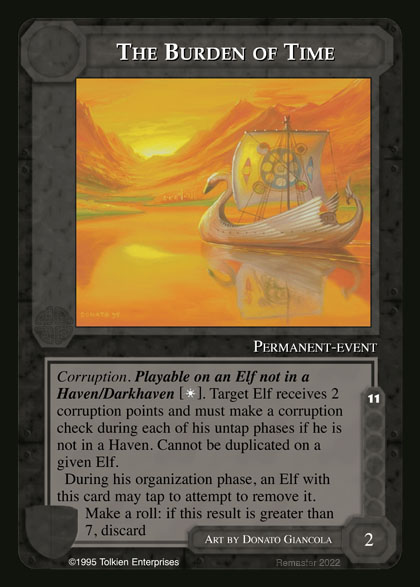 THE BURDEN OF TIME
DONATO 95
PERMANENT-EVENT
Corruption. Playable on an Elf not in a
Haven/Darkhaven [☀]. Target Elf receives 2
corruption points and must make a corruption
check during each of his untap phases if he is
not in a Haven. Cannot be duplicated on a
given Elf.
During his organization phase, an Elf with
this card may tap to attempt to remove it.
Make a roll: if this result is greater than
7, discard
11
ART BY DONATO GIANCOLA
2
©1995 Tolkien Enterprises
Remaster 2022